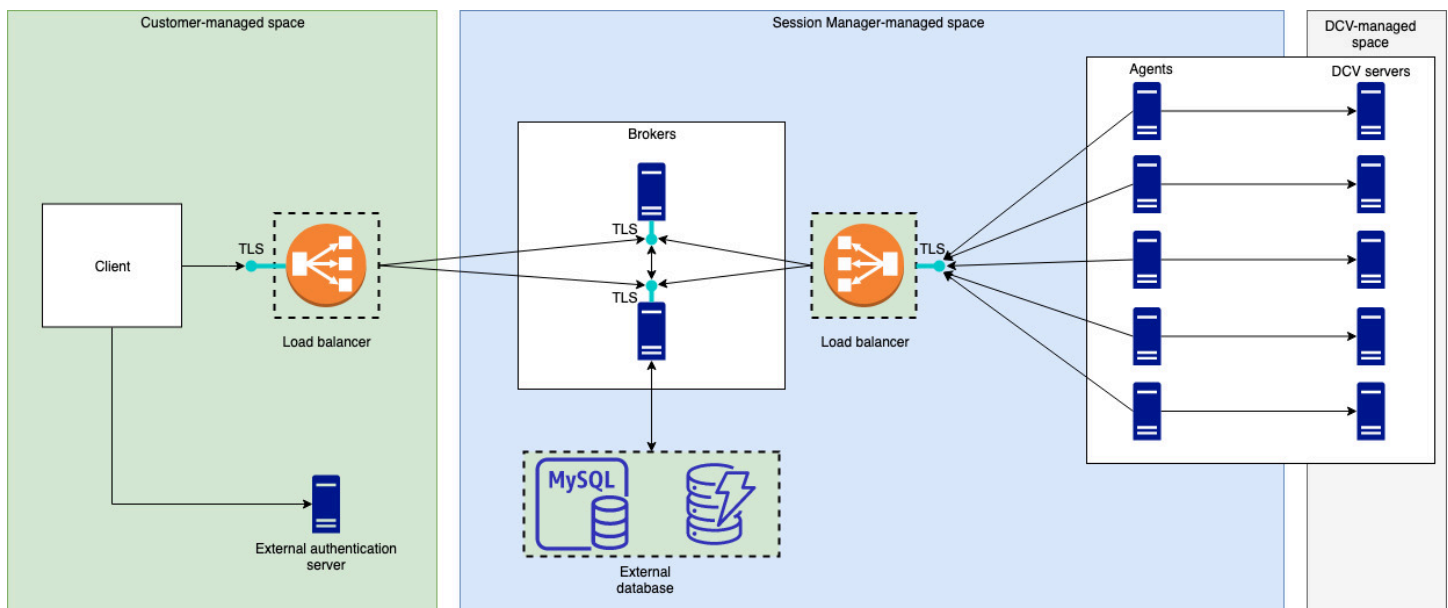 Customer-managed space
Session Manager-managed space
DCV-managed
space
Agents
DCV servers
Brokers
TLS
TLS
TLS
TLS
Client
Load balancer
Load balancer
MySQL
External authentication
server
External
database